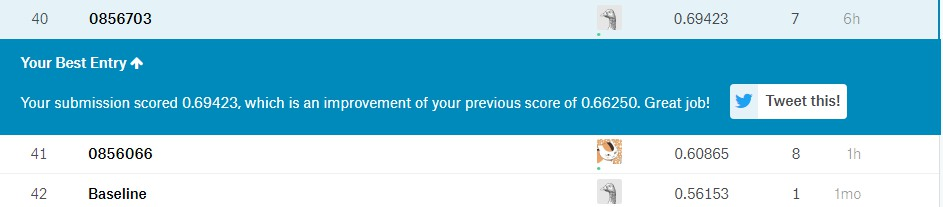 40 0856703 0.69423 7 6h
Your Best Entry
Your submission scored 0.69423, which is an improvement of your previous score of 0.66250. Great job! Tweet this!
41 0856066 0.60865 8 1h
42 Baseline 0.56153 1 1mo